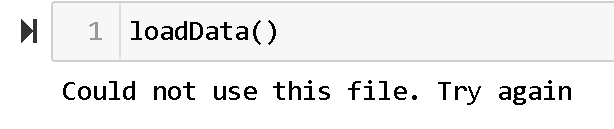 1 loadData()
Could not use this file. Try again